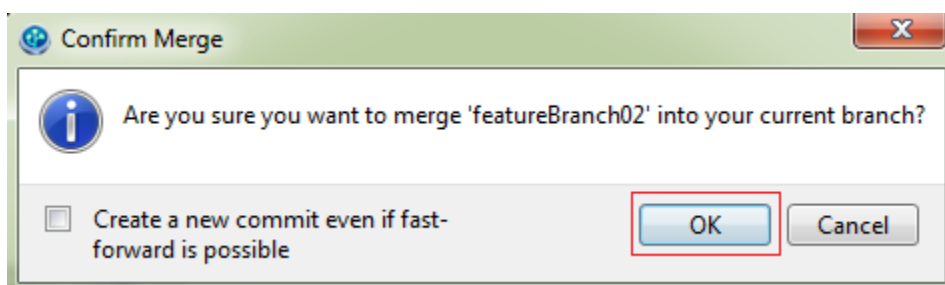 Confirm Merge
Are you sure you want to merge 'featureBranch02' into your current branch?
Create a new commit even if fast-
forward is possible
OK
Cancel